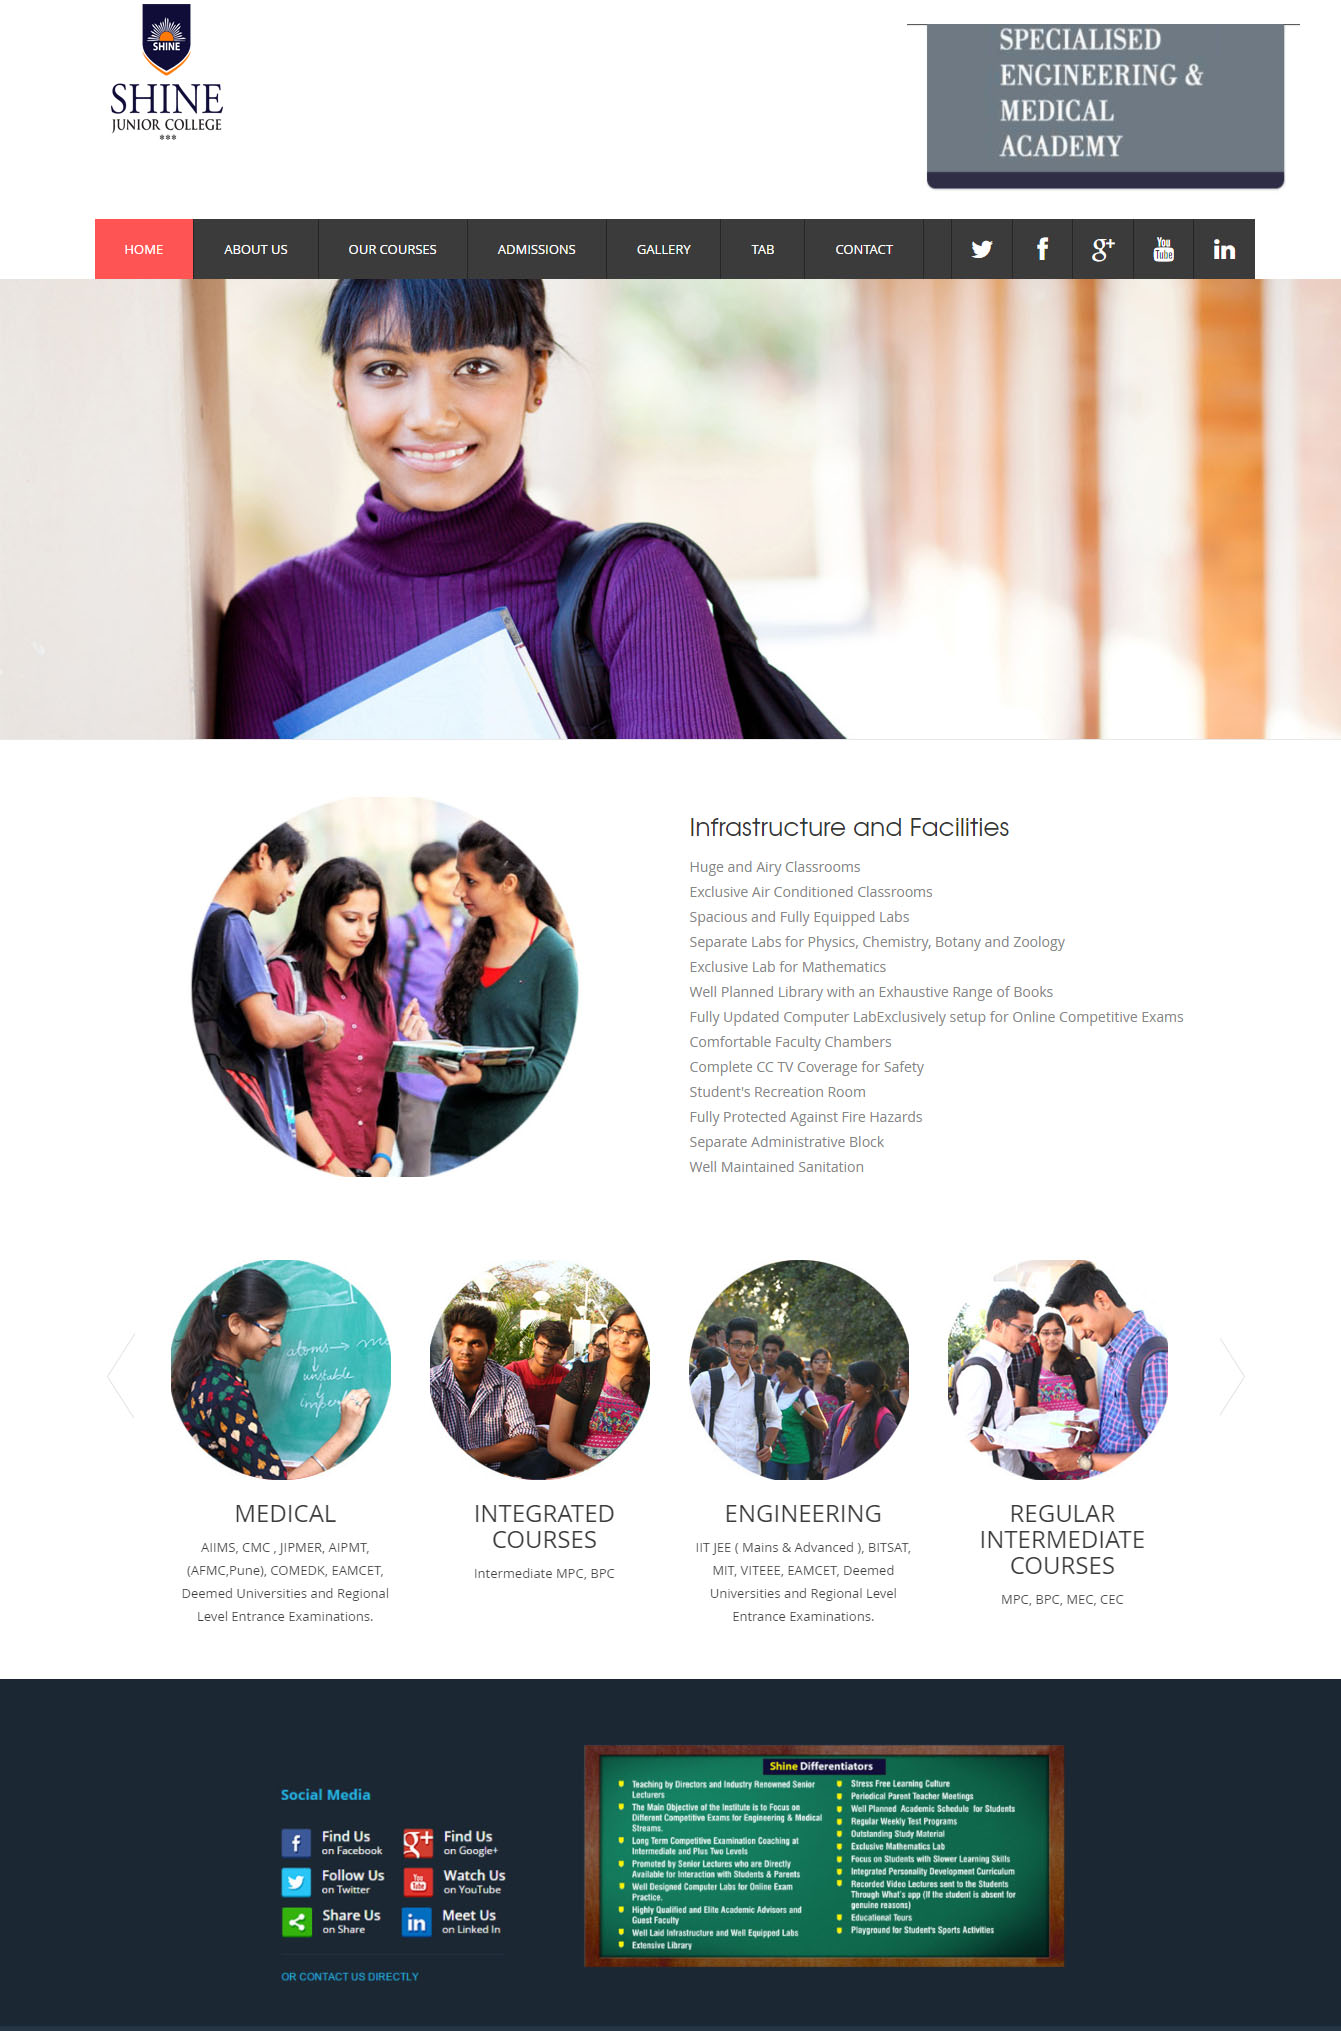 SHINE
SHINE
JUNIOR COLLEGE
***
SPECIALISED
ENGINEERING &
MEDICAL
ACADEMY
HOME ABOUT US OUR COURSES ADMISSIONS GALLERY TAB CONTACT f g+ You Tube in
Infrastructure and Facilities
Huge and Airy Classrooms
Exclusive Air Conditioned Classrooms
Spacious and Fully Equipped Labs
Separate Labs for Physics, Chemistry, Botany and Zoology
Exclusive Lab for Mathematics
Well Planned Library with an Exhaustive Range of Books
Fully Updated Computer LabExclusively setup for Online Competitive Exams
Comfortable Faculty Chambers
Complete CC TV Coverage for Safety
Student's Recreation Room
Fully Protected Against Fire Hazards
Separate Administrative Block
Well Maintained Sanitation
atoms
unstable
MEDICAL
AIIMS, CMC , JIPMER, AIPMT,
(AFMC,Pune), COMEDK, EAMCET,
Deemed Universities and Regional
Level Entrance Examinations.
INTEGRATED
COURSES
Intermediate MPC, BPC
ENGINEERING
IIT JEE ( Mains & Advanced ), BITSAT,
MIT, VITEEE, EAMCET, Deemed
Universities and Regional Level
Entrance Examinations.
REGULAR
INTERMEDIATE
COURSES
MPC, BPC, MEC, CEC
Social Media
f Find Us
on Facebook
g+ Find Us
on Google+
Follow Us
on Twitter
You Tube Watch Us
on YouTube
Share Us
on Share
in Meet Us
on Linked In
OR CONTACT US DIRECTLY
Shine Differentiators
Teaching by Directors and Industry Renowned Senior
Lecturers
The Main Objective of the Institute is to Focus on
Different Competitive Exams for Engineering & Medical
Streams.
Long Term Competitive Examination Coaching at
Intermediate and Plus Two Levels
Promoted by Senior Lectures who are Directly
Available for Interaction with Students & Parents
Well Designed Computer Labs for Online Exam
Practice.
Highly Qualified and Elite Academic Advisors and
Guest Faculty
Well Laid Infrastructure and Well Equipped Labs
Extensive Library
Stress Free Learning Culture
Periodical Parent Teacher Meetings
Well Planned Academic Schedule for Students
Regular Weekly Test Programs
Outstanding Study Material
Exclusive Mathematics Lab
Focus on Students with Slower Learning Skills
Integrated Personality Development Curriculum
Recorded Video Lectures sent to the Students
Through What's app (If the student is absent for
genuine reasons)
Educational Tours
Playground for Student's Sports Activities